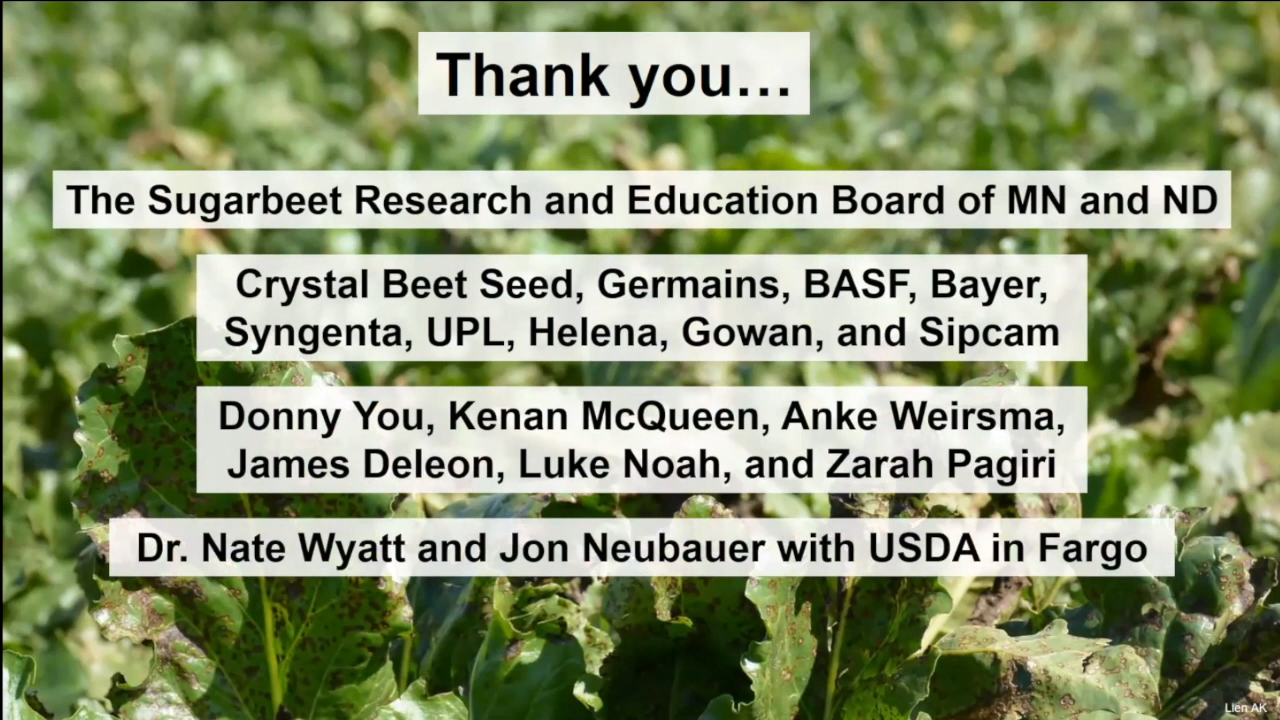 Thank you…
The Sugarbeet Research and Education Board of MN and ND
Crystal Beet Seed, Germains, BASF, Bayer,
Syngenta, UPL, Helena, Gowan, and Sipcam
Donny You, Kenan McQueen, Anke Weirsma,
James Deleon, Luke Noah, and Zarah Pagiri
Dr. Nate Wyatt and Jon Neubauer with USDA in Fargo
Lien AK